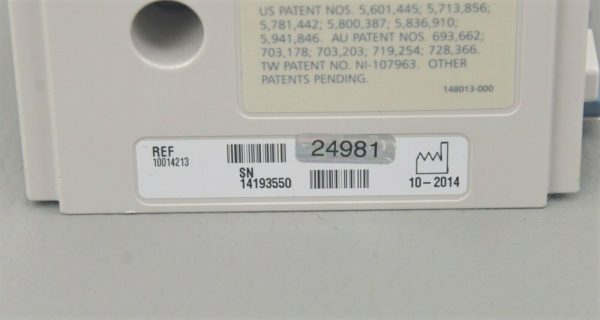 US PATENT NOS. 5,601,445; 5,713,856;
5,781,442; 5,800,387; 5,836,910;
5,941,846. AU PATENT NOS. 693,662;
703,178; 703,203; 719,254; 728,366.
TW PATENT NO. NI-107963. OTHER
PATENTS PENDING.
148013-000
REF
10014213
24981
SN
14193550
10-2014